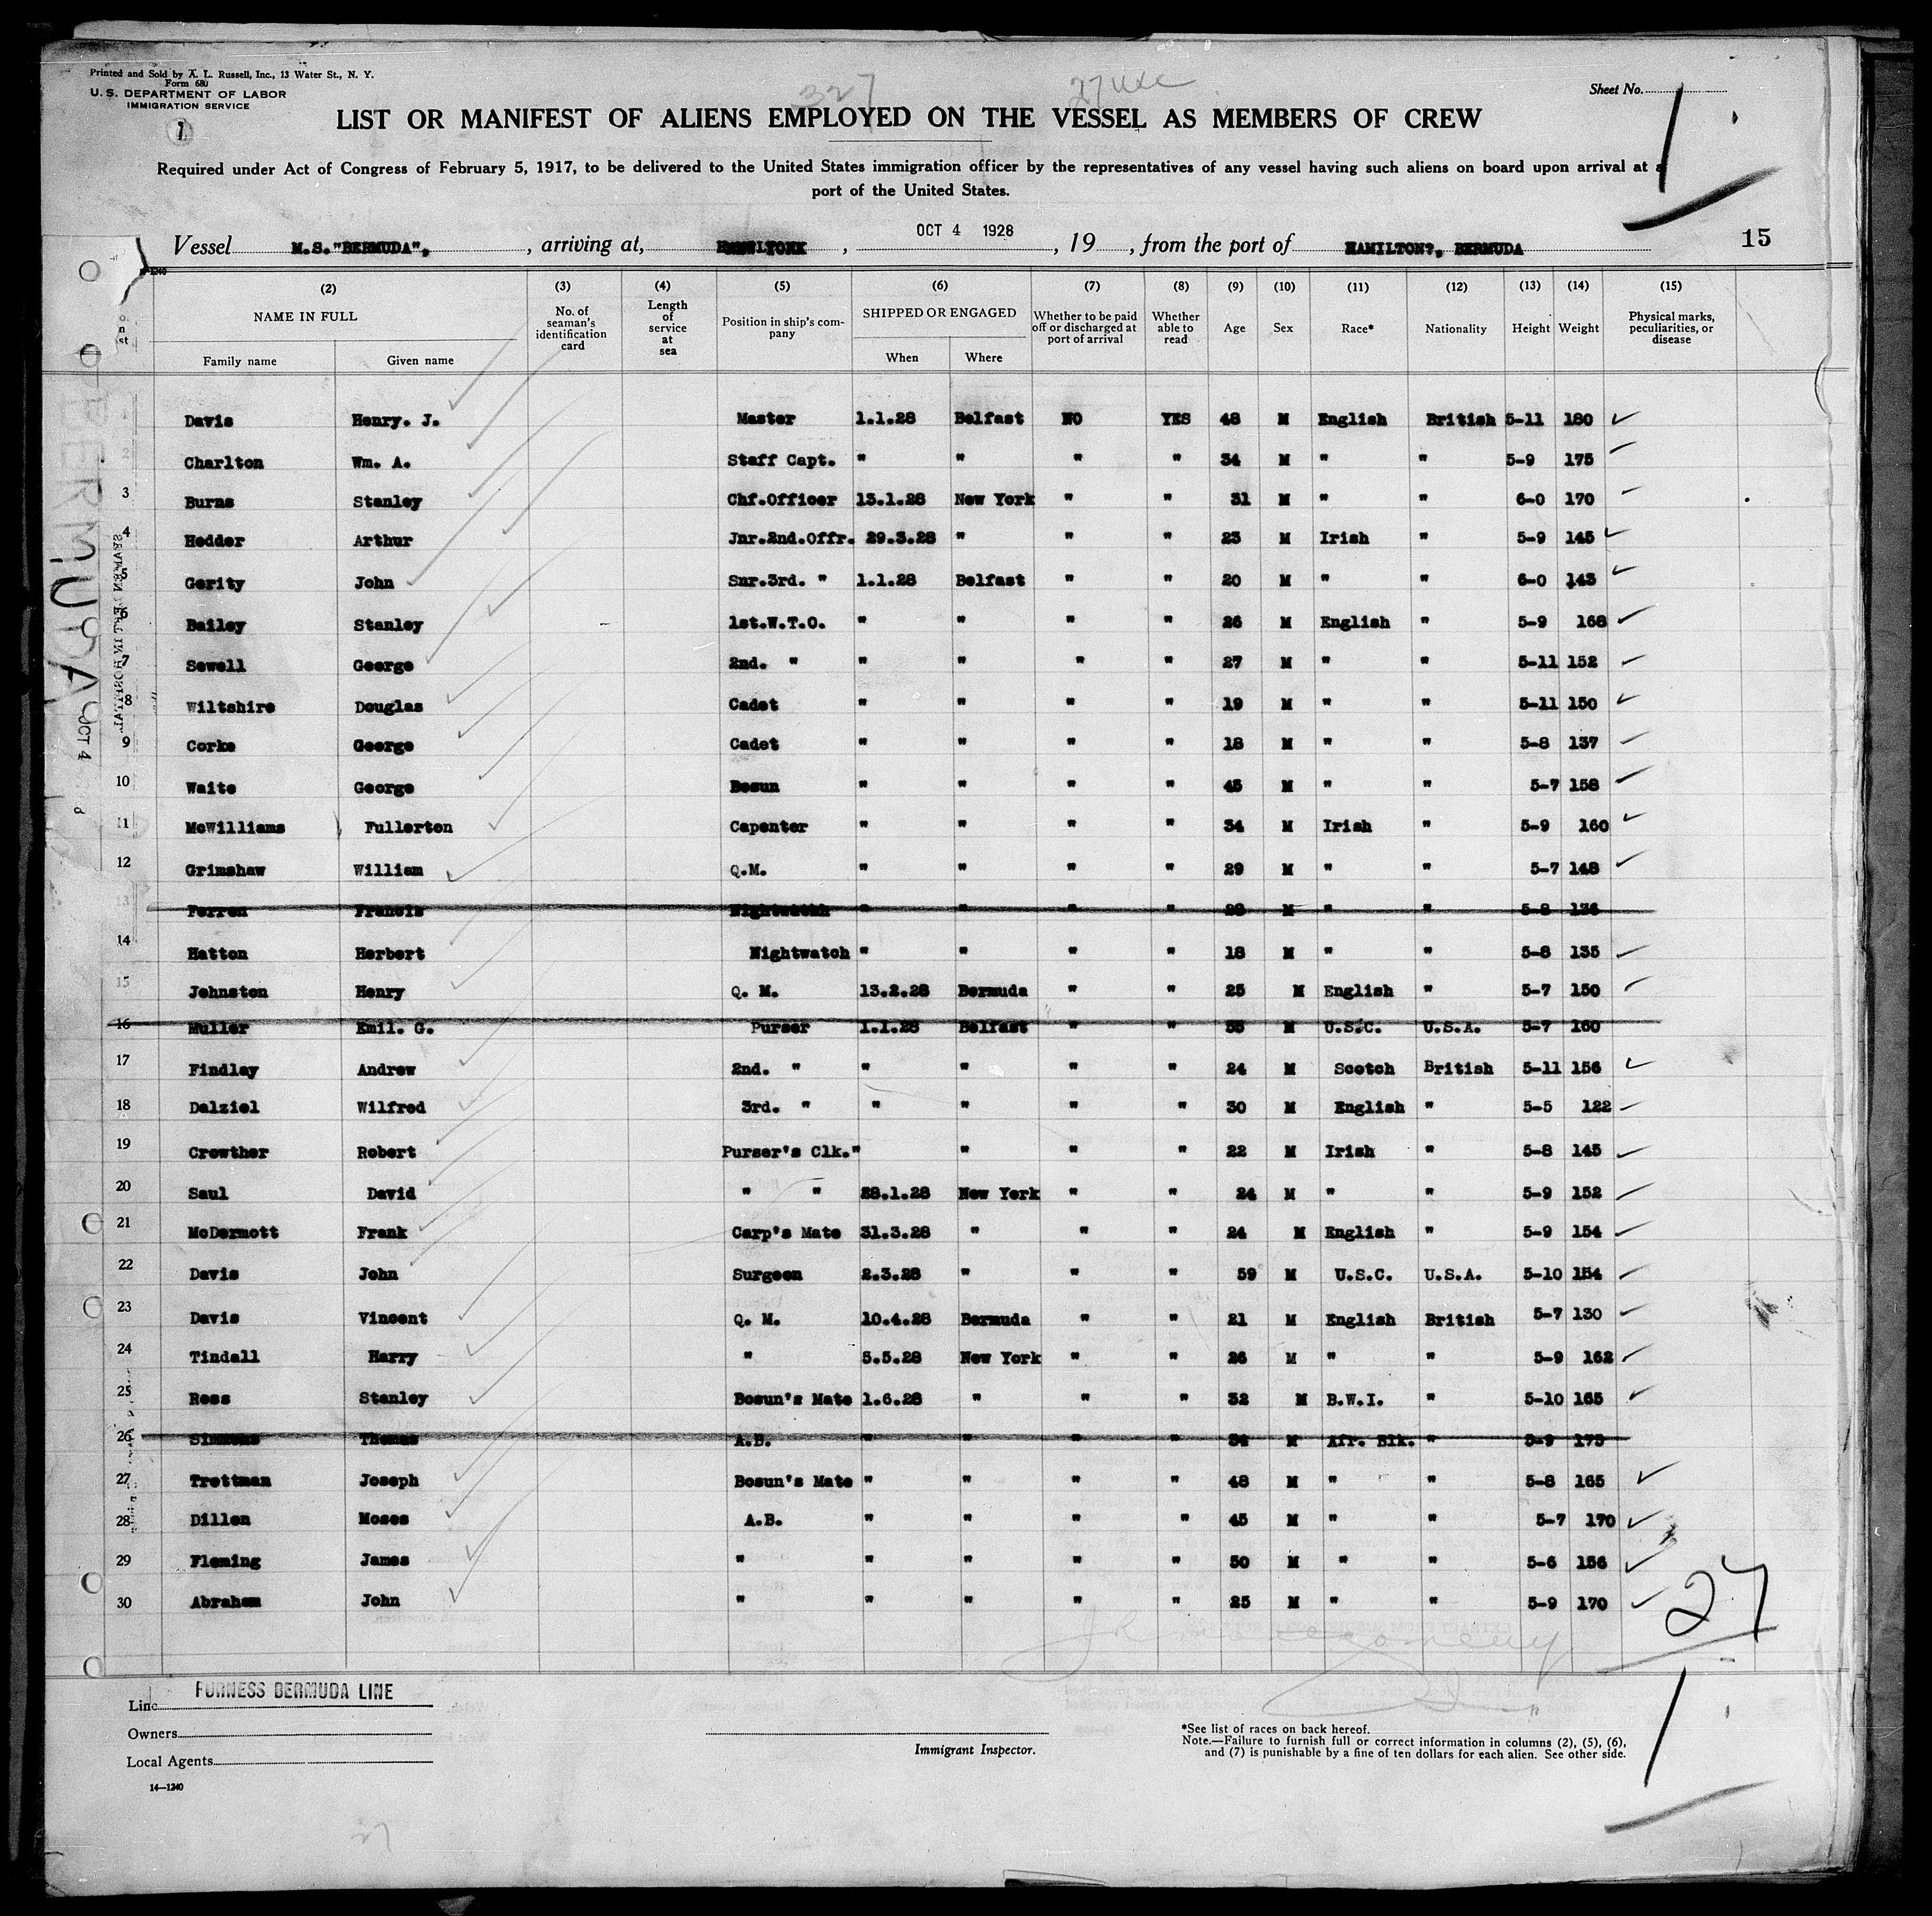 Printed and Sold by A. L. Russell, Inc., 13 Water St., N. Y.
Form 680
U. S. DEPARTMENT OF LABOR
IMMIGRATION SERVICE
1
327
27
Sheet No.
1
LIST OR MANIFEST OF ALIENS EMPLOYED ON THE VESSEL AS MEMBERS OF CREW
Required under Act of Congress of February 5, 1917, to be delivered to the United States immigration officer by the representatives of any vessel having such aliens on board upon arrival at a
port of the United States.
Vessel M.S."BERMUDA", , arriving at, , OCT 4 1928 , 19 , from the port of HAMILTON?, BERMUDA 15
(2) (3) (4) (5) (6) (7) (8) (9) (10) (11) (12) (13) (14) (15)
NAME IN FULL No. of seaman's identification card Length of service at sea Position in ship's company SHIPPED OR ENGAGED Whether to be paid off or discharged at port of arrival Whether able to read Age Sex Race* Nationality Height Weight Physical marks, peculiarities, or disease
Family name Given name When Where
BERMUDA OCT 4
Davis Henry. J. Master 1.1.28 Belfast NO YES 48 M English British 5-11 180
2 Charlton Wm. A. Staff Capt. " " " " 34 M " " 5-9 175
3 Burns Stanley Chf.Officer 13.1.28 New York " " 31 M " " 6-0 170
4 Hedder Arthur Jnr.2nd.Offr. 29.3.28 " " " 23 M Irish " 5-9 145
5 Gerity John Snr.3rd. " 1.1.28 Belfast " " 20 M " " 6-0 143
6 Bailey Stanley 1st.W.T.O. " " " " 26 M English " 5-9 168
7 Sewell George 2nd. " " " " " 27 M " " 5-11 152
8 Wiltshire Douglas Cadet " " " " 19 M " " 5-11 150
9 Corke George Cadet " " " " 18 M " " 5-8 137
10 Waite George Bosun " " " " 45 M " " 5-7 158
11 McWilliams Fullerton Capenter " " " " 34 M Irish " 5-9 160
12 Grimshaw William Q.M. " " " " 29 M " " 5-7 148
13 Ferren Francis Nightwatch " " " " 28 M " " 5-8 136
14 Hatton Herbert Nightwatch " " " " 18 M " " 5-8 135
15 Johnston Henry Q. M. 13.2.28 Bermuda " " 25 M English " 5-7 150
16 Muller Emil. G. Purser 1.1.28 Belfast " " 55 M U.S.C. U.S.A. 5-7 160
17 Findlay Andrew 2nd. " " " " " 24 M Scotch British 5-11 156
18 Dalziel Wilfred 3rd. " " " " " 30 M English " 5-5 122
19 Crowther Robert Purser's Clk." " " " 22 M Irish " 5-8 145
20 Saul David " " 28.1.28 New York " " 24 M " " 5-9 152
21 McDermott Frank Carp's Mate 31.3.28 " " " 24 M English " 5-9 154
22 Davis John Surgeon 2.3.28 " " " 59 M U.S.C. U.S.A. 5-10 154
23 Davis Vincent Q. M. 10.4.28 Bermuda " " 21 M English British 5-7 130
24 Tindall Harry " 5.5.28 New York " " 26 M " " 5-9 162
25 Ross Stanley Bosun's Mate 1.6.28 " " " 32 M B.W.I. " 5-10 165
26 Simmons Thomas A.B. " " " " 34 M Afr. Blk. " 5-9 175
27 Trottman Joseph Bosun's Mate " " " " 48 M " " 5-8 165
28 Dillon Moses A.B. " " " " 45 M " " 5-7 170
29 Fleming James " " " " " 50 M " " 5-6 156
30 Abraham John " " " " " 25 M " " 5-9 170
27
1
Line FURNESS BERMUDA LINE
Owners
Local Agents
14—1240
Immigrant Inspector.
*See list of races on back hereof.
Note.—Failure to furnish full or correct information in columns (2), (5), (6),
and (7) is punishable by a fine of ten dollars for each alien. See other side.
27